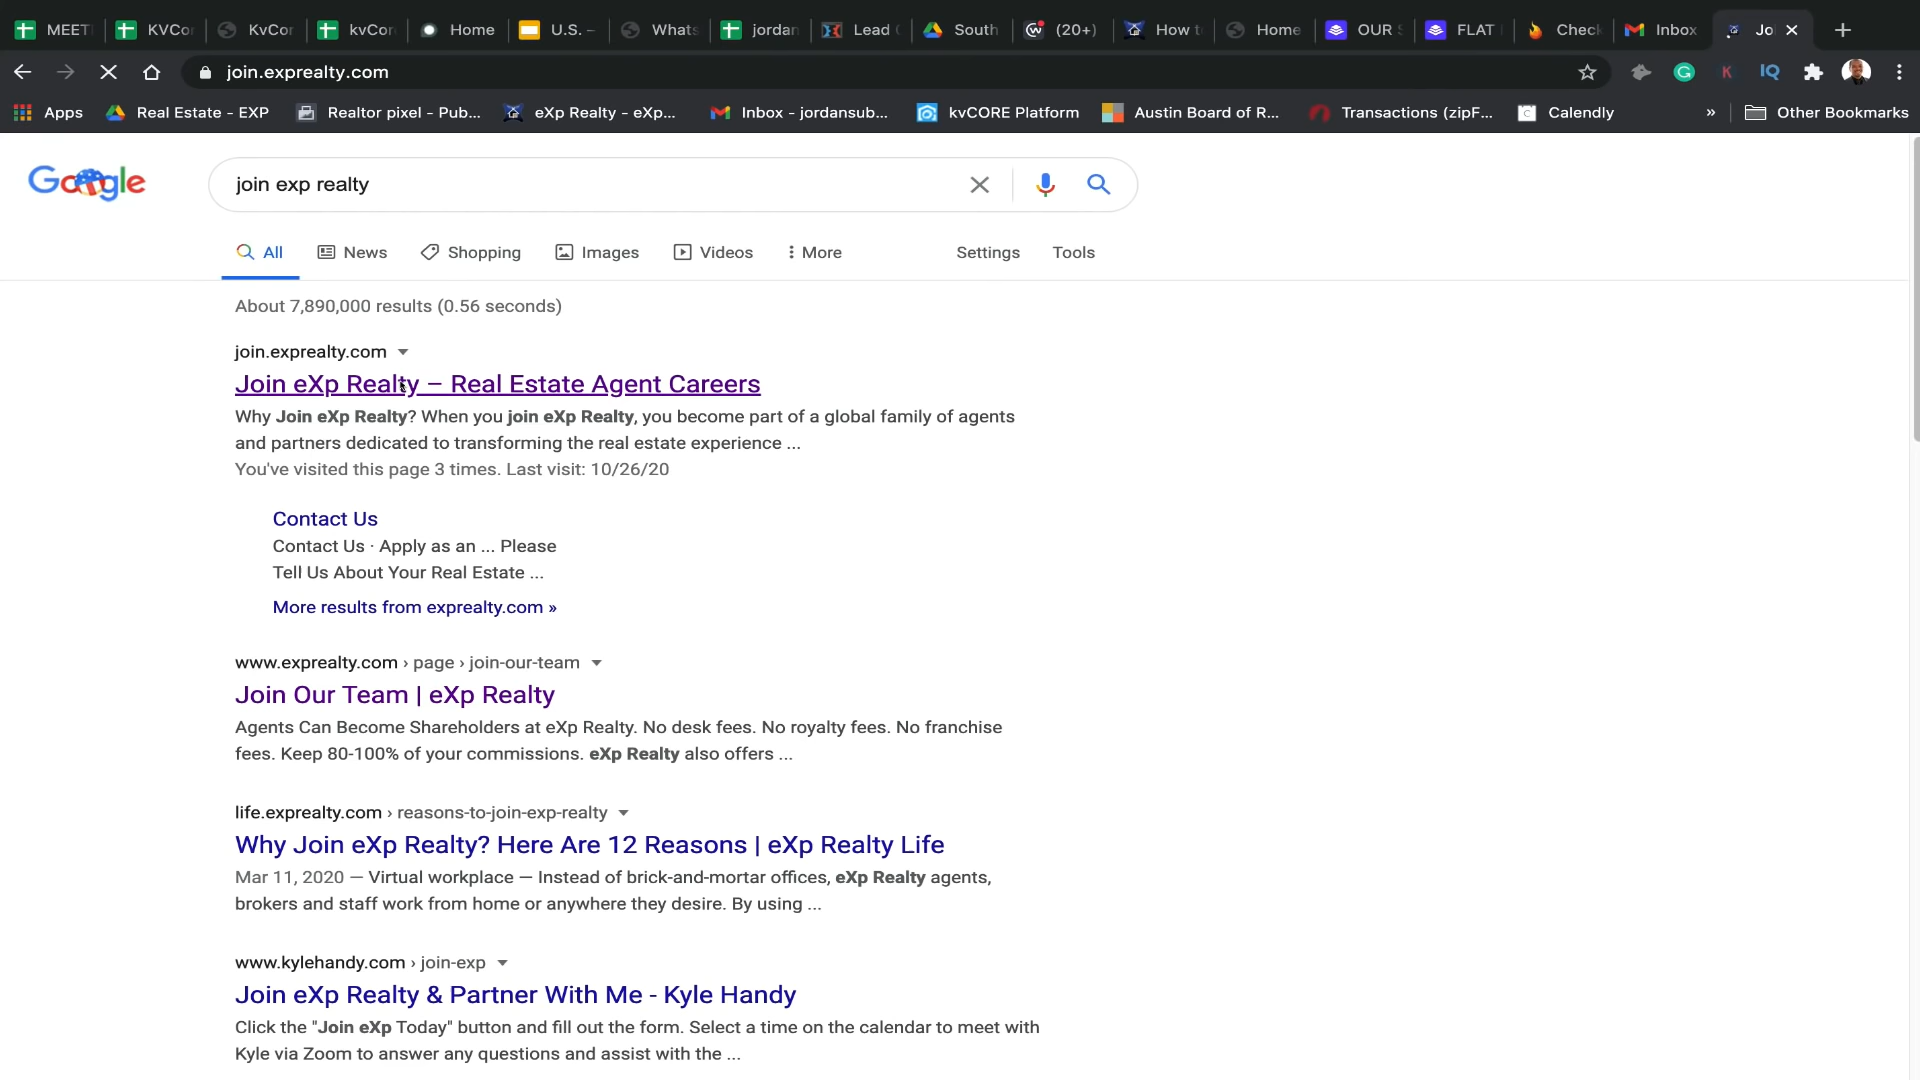 MEET KVCor KvCor kvCor Home U.S. – Whats jordan Lead South (20+) How t Home OUR S FLAT Check Inbox Jo
join.exprealty.com
Apps Real Estate - EXP Realtor pixel - Pub... eXp Realty - eXp... Inbox - jordansub... kvCORE Platform Austin Board of R... Transactions (zipF... Calendly » Other Bookmarks
Google join exp realty
All News Shopping Images Videos More Settings Tools
About 7,890,000 results (0.56 seconds)
join.exprealty.com
Join eXp Realty – Real Estate Agent Careers
Why Join eXp Realty? When you join eXp Realty, you become part of a global family of agents
and partners dedicated to transforming the real estate experience ...
You've visited this page 3 times. Last visit: 10/26/20
Contact Us
Contact Us · Apply as an ... Please
Tell Us About Your Real Estate ...
More results from exprealty.com »
www.exprealty.com › page › join-our-team
Join Our Team | eXp Realty
Agents Can Become Shareholders at eXp Realty. No desk fees. No royalty fees. No franchise
fees. Keep 80-100% of your commissions. eXp Realty also offers ...
life.exprealty.com › reasons-to-join-exp-realty
Why Join eXp Realty? Here Are 12 Reasons | eXp Realty Life
Mar 11, 2020 — Virtual workplace — Instead of brick-and-mortar offices, eXp Realty agents,
brokers and staff work from home or anywhere they desire. By using ...
www.kylehandy.com › join-exp
Join eXp Realty & Partner With Me - Kyle Handy
Click the "Join eXp Today" button and fill out the form. Select a time on the calendar to meet with
Kyle via Zoom to answer any questions and assist with the ...